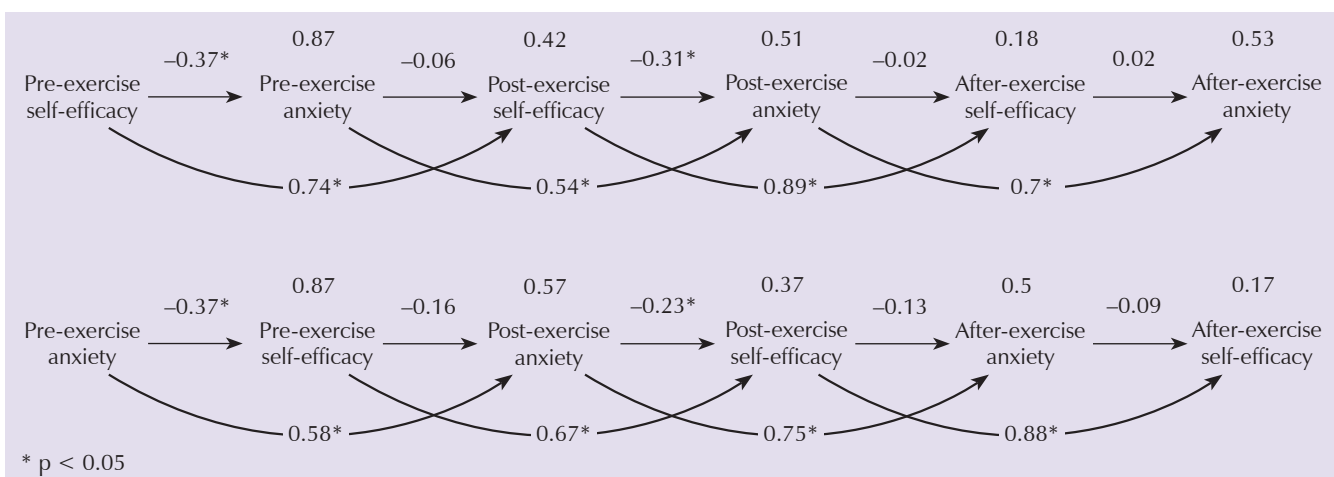 0.87 0.42 0.51 0.18 0.53
–0.37* –0.06 –0.31* –0.02 0.02
Pre-exercise Pre-exercise Post-exercise Post-exercise After-exercise After-exercise
self-efficacy anxiety self-efficacy anxiety self-efficacy anxiety
0.74* 0.54* 0.89* 0.7*
0.87 0.57 0.37 0.5 0.17
–0.37* –0.16 –0.23* –0.13 –0.09
Pre-exercise Pre-exercise Post-exercise Post-exercise After-exercise After-exercise
anxiety self-efficacy anxiety self-efficacy anxiety self-efficacy
0.58* 0.67* 0.75* 0.88*
* p < 0.05